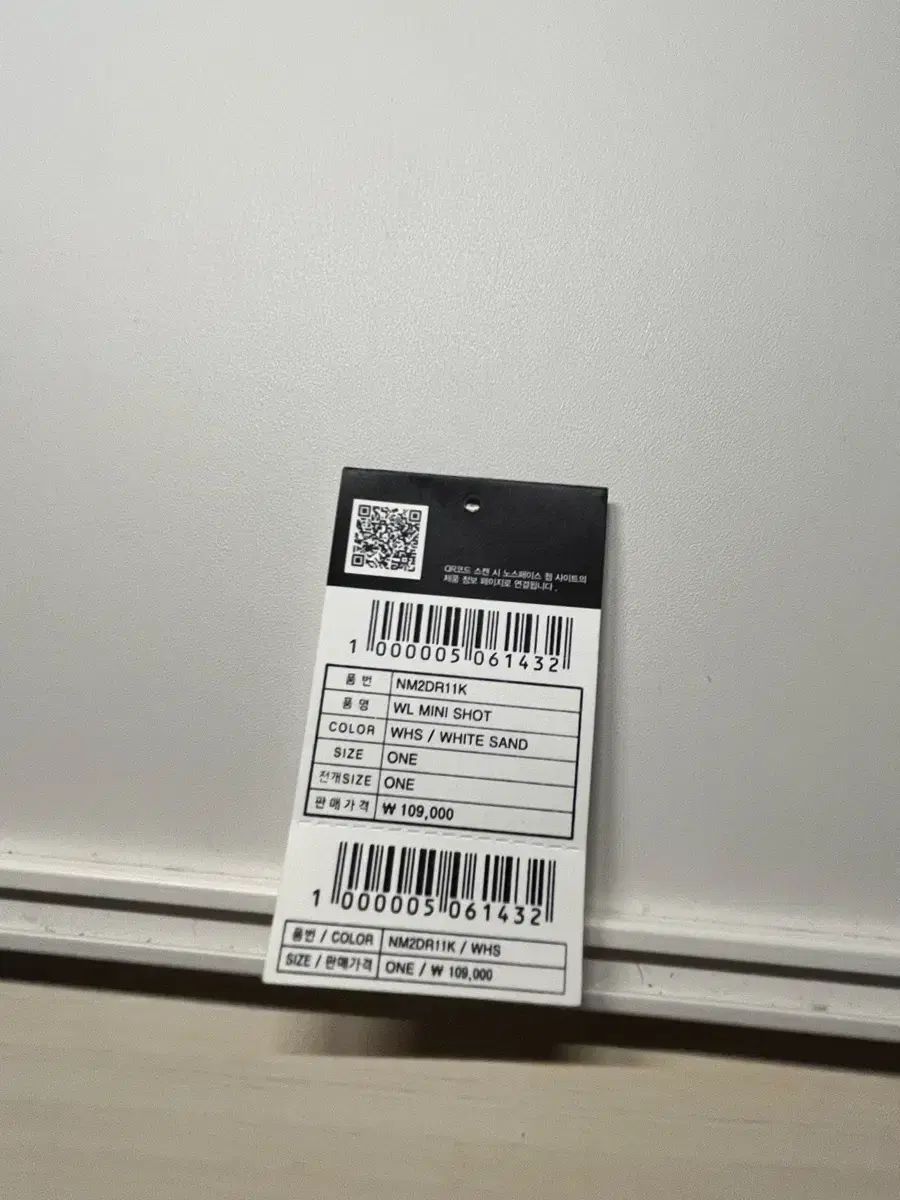 QR코드 스캔 시 노스페이스 웹 사이트의
제품 정보 페이지로 연결됩니다.
1 000005 061432
품 번 NM2DR11K
품 명 WL MINI SHOT
COLOR WHS / WHITE SAND
SIZE ONE
전개SIZE ONE
판매가격 ₩ 109,000
1 000005 061432
품번 / COLOR NM2DR11K / WHS
SIZE / 판매가격 ONE / ₩ 109,000